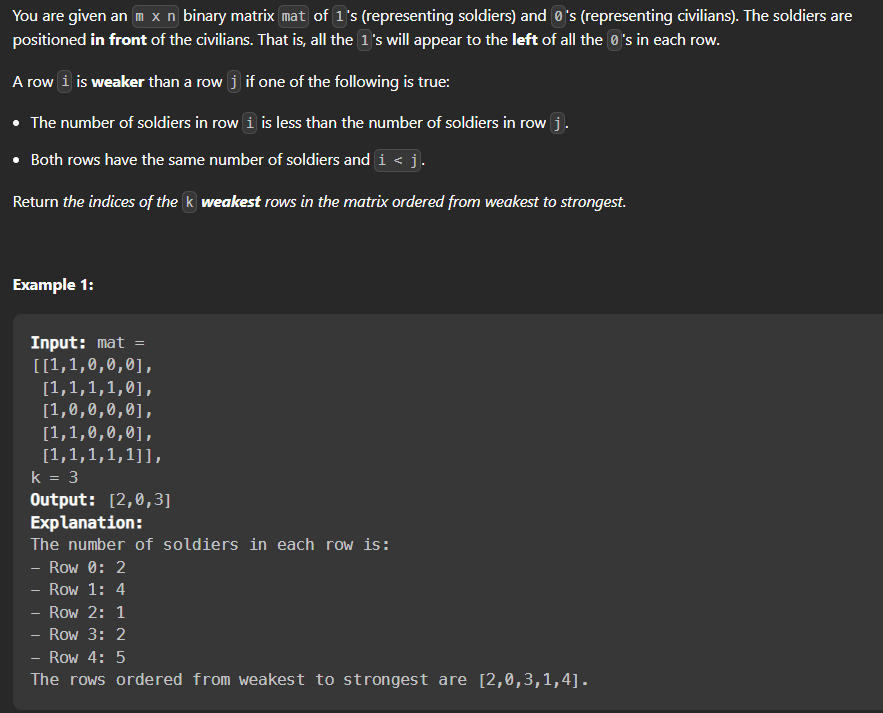 You are given an m x n binary matrix mat of 1's (representing soldiers) and 0's (representing civilians). The soldiers are
positioned in front of the civilians. That is, all the 1's will appear to the left of all the 0's in each row.
A row i is weaker than a row j if one of the following is true:
• The number of soldiers in row i is less than the number of soldiers in row j.
• Both rows have the same number of soldiers and i < j.
Return the indices of the k weakest rows in the matrix ordered from weakest to strongest.
Example 1:
Input: mat =
[[1,1,0,0,0],
[1,1,1,1,0],
[1,0,0,0,0],
[1,1,0,0,0],
[1,1,1,1,1]],
k = 3
Output: [2,0,3]
Explanation:
The number of soldiers in each row is:
- Row 0: 2
- Row 1: 4
- Row 2: 1
- Row 3: 2
- Row 4: 5
The rows ordered from weakest to strongest are [2,0,3,1,4].